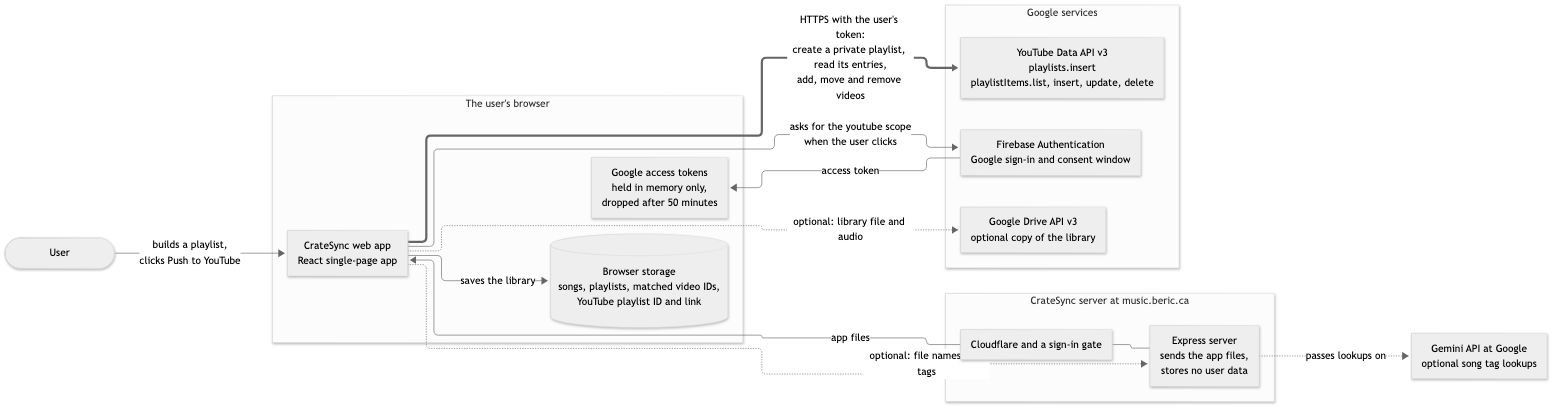 Google services
HTTPS with the user's
token:
create a private playlist,
read its entries,
add, move and remove
videos
YouTube Data API v3
playlists.insert
playlistItems.list, insert, update, delete
The user's browser
asks for the youtube scope
when the user clicks
Firebase Authentication
Google sign-in and consent window
Google access tokens
held in memory only,
dropped after 50 minutes
access token
optional: library file and
audio
Google Drive API v3
optional copy of the library
User
builds a playlist,
clicks Push to YouTube
CrateSync web app
React single-page app
saves the library
Browser storage
songs, playlists, matched video IDs,
YouTube playlist ID and link
CrateSync server at music.beric.ca
app files
Cloudflare and a sign-in gate
Express server
sends the app files,
stores no user data
optional: file names
tags
passes lookups on
Gemini API at Google
optional song tag lookups